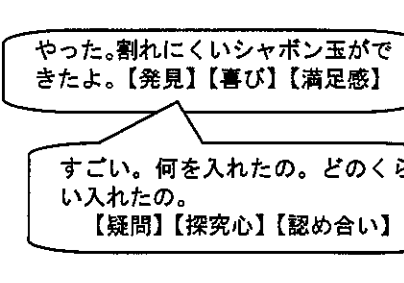 やった。割れにくいシャボン玉がで
きたよ。【発見】【喜び】【満足感】
すごい。何を入れたの。どのくら
い入れたの。
【疑問】【探究心】【認め合い】